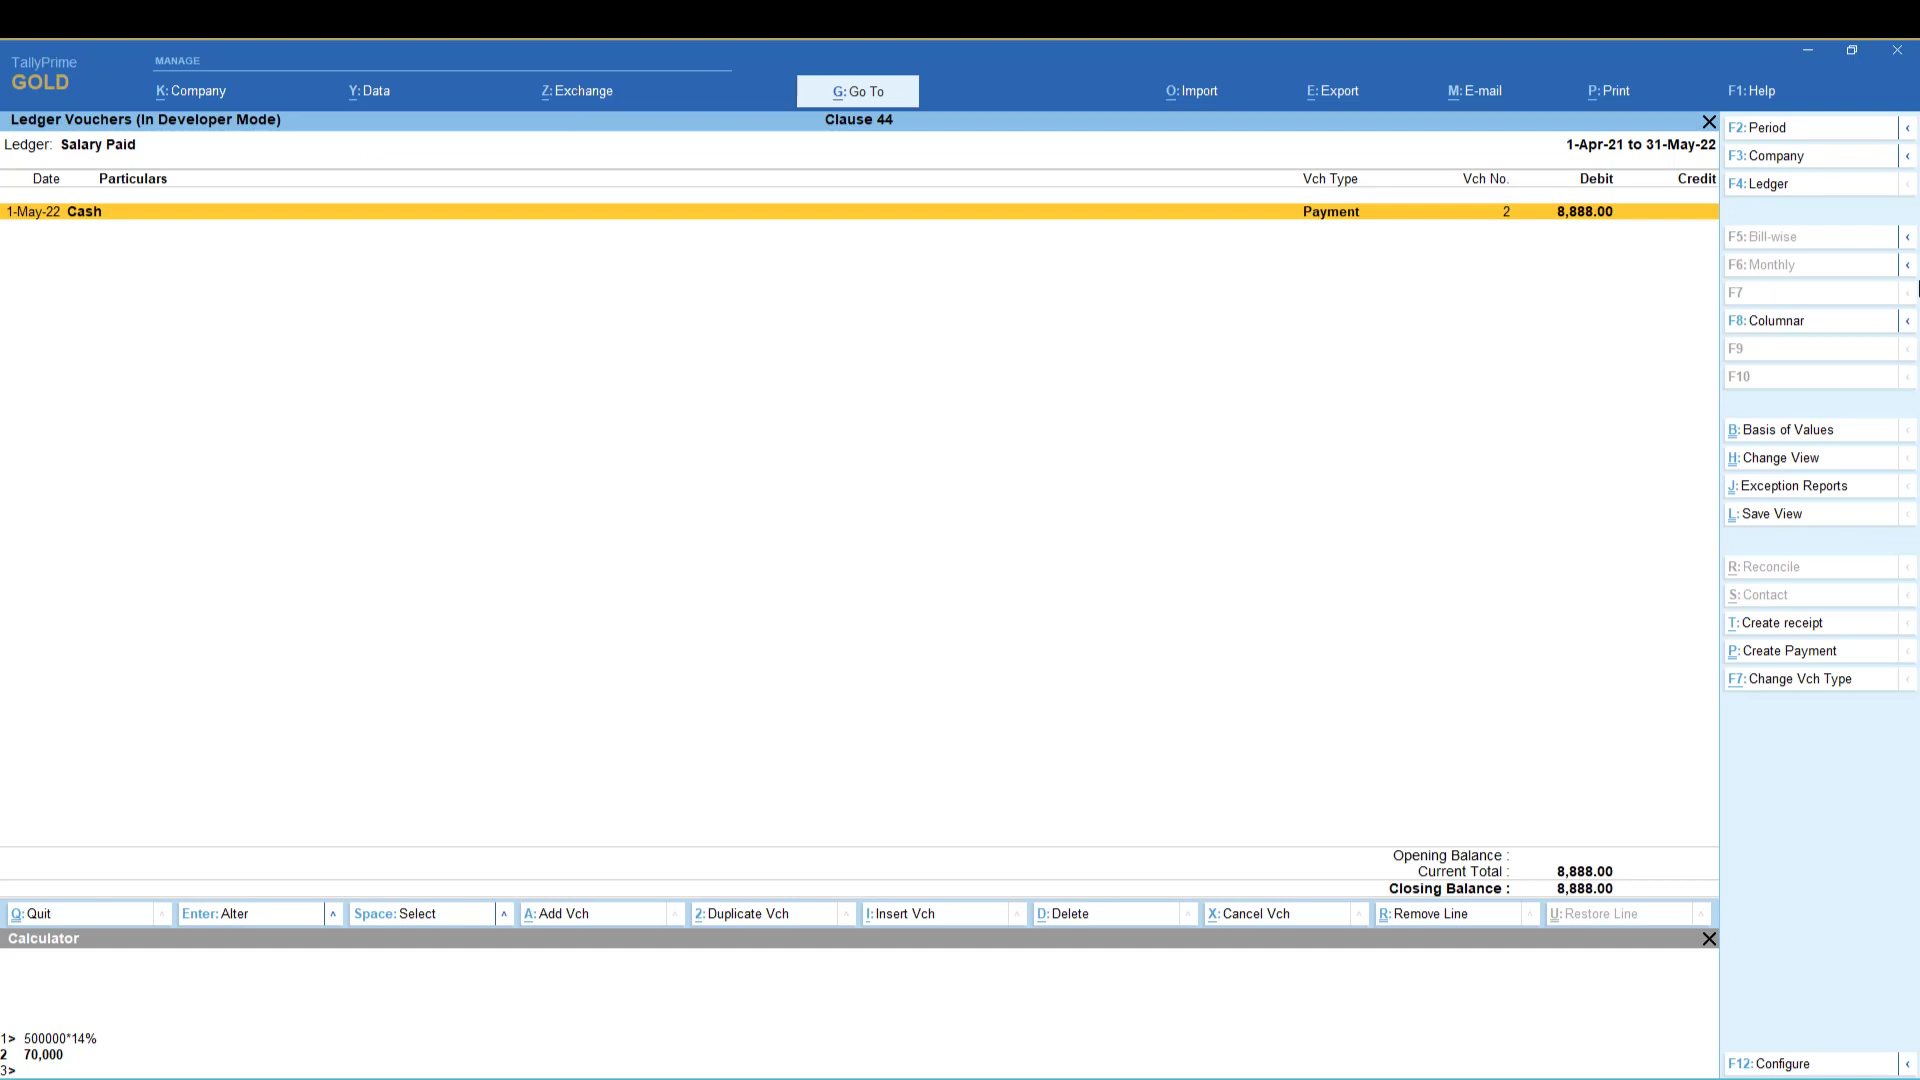 TallyPrime
GOLD
MANAGE
K: Company
Y: Data
Z: Exchange
G: Go To
O: Import
E: Export
M: E-mail
P: Print
F1: Help
Ledger Vouchers (In Developer Mode)
Clause 44
Ledger: Salary Paid
1-Apr-21 to 31-May-22
Date Particulars Vch Type Vch No. Debit Credit
1-May-22 Cash Payment 2 8,888.00
F2: Period
F3: Company
F4: Ledger
F5: Bill-wise
F6: Monthly
F7
F8: Columnar
F9
F10
B: Basis of Values
H: Change View
J: Exception Reports
L: Save View
R: Reconcile
S: Contact
T: Create receipt
P: Create Payment
F7: Change Vch Type
Opening Balance :
Current Total : 8,888.00
Closing Balance : 8,888.00
Q: Quit
Enter: Alter
Space: Select
A: Add Vch
2: Duplicate Vch
I: Insert Vch
D: Delete
X: Cancel Vch
R: Remove Line
U: Restore Line
Calculator
1> 500000*14%
2 70,000
3>
F12: Configure